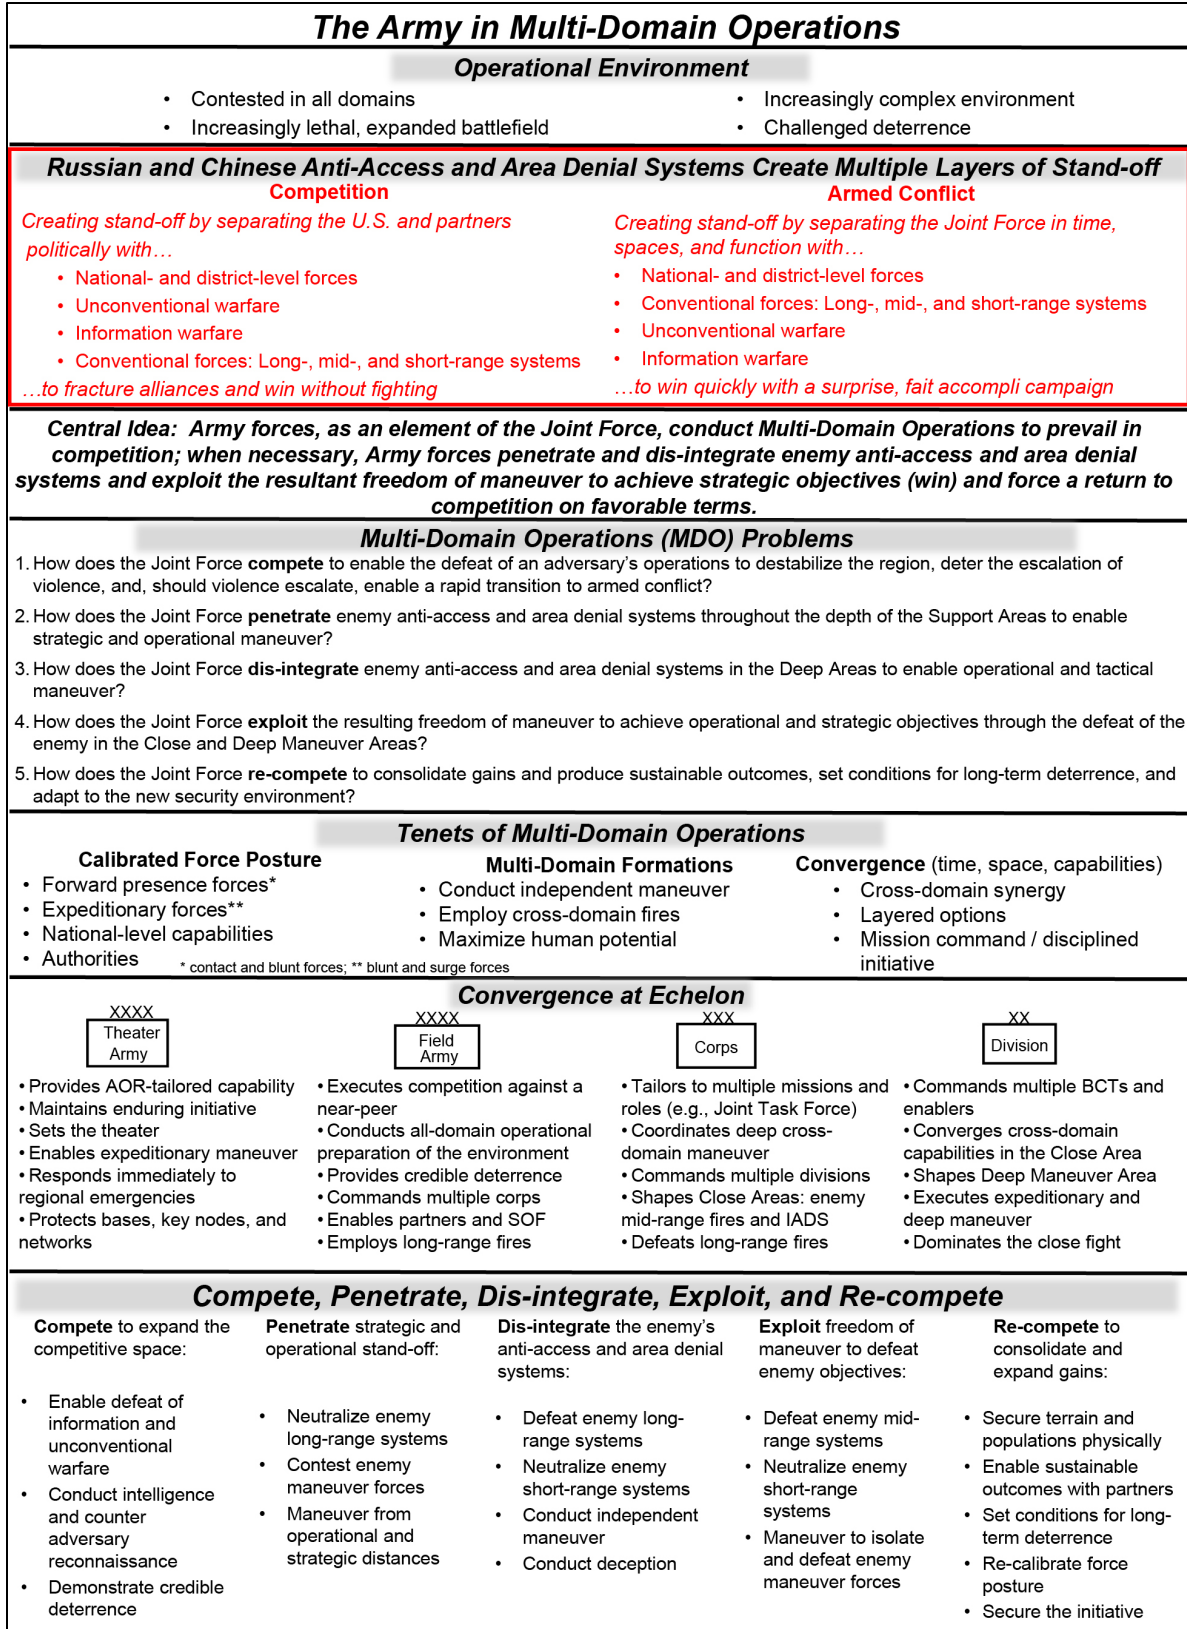 The Army in Multi-Domain Operations
Operational Environment
• Contested in all domains
• Increasingly lethal, expanded battlefield
• Increasingly complex environment
• Challenged deterrence
Russian and Chinese Anti-Access and Area Denial Systems Create Multiple Layers of Stand-off
Competition
Creating stand-off by separating the U.S. and partners
politically with…
• National- and district-level forces
• Unconventional warfare
• Information warfare
• Conventional forces: Long-, mid-, and short-range systems
…to fracture alliances and win without fighting
Armed Conflict
Creating stand-off by separating the Joint Force in time,
spaces, and function with…
• National- and district-level forces
• Conventional forces: Long-, mid-, and short-range systems
• Unconventional warfare
• Information warfare
…to win quickly with a surprise, fait accompli campaign
Central Idea: Army forces, as an element of the Joint Force, conduct Multi-Domain Operations to prevail in
competition; when necessary, Army forces penetrate and dis-integrate enemy anti-access and area denial
systems and exploit the resultant freedom of maneuver to achieve strategic objectives (win) and force a return to
competition on favorable terms.
Multi-Domain Operations (MDO) Problems
1. How does the Joint Force compete to enable the defeat of an adversary's operations to destabilize the region, deter the escalation of
violence, and, should violence escalate, enable a rapid transition to armed conflict?
2. How does the Joint Force penetrate enemy anti-access and area denial systems throughout the depth of the Support Areas to enable
strategic and operational maneuver?
3. How does the Joint Force dis-integrate enemy anti-access and area denial systems in the Deep Areas to enable operational and tactical
maneuver?
4. How does the Joint Force exploit the resulting freedom of maneuver to achieve operational and strategic objectives through the defeat of the
enemy in the Close and Deep Maneuver Areas?
5. How does the Joint Force re-compete to consolidate gains and produce sustainable outcomes, set conditions for long-term deterrence, and
adapt to the new security environment?
Tenets of Multi-Domain Operations
Calibrated Force Posture
• Forward presence forces*
• Expeditionary forces**
• National-level capabilities
• Authorities
* contact and blunt forces; ** blunt and surge forces
Multi-Domain Formations
• Conduct independent maneuver
• Employ cross-domain fires
• Maximize human potential
Convergence (time, space, capabilities)
• Cross-domain synergy
• Layered options
• Mission command / disciplined
initiative
Convergence at Echelon
XXXX
Theater
Army
• Provides AOR-tailored capability
• Maintains enduring initiative
• Sets the theater
• Enables expeditionary maneuver
• Responds immediately to
regional emergencies
• Protects bases, key nodes, and
networks
XXXX
Field
Army
• Executes competition against a
near-peer
• Conducts all-domain operational
preparation of the environment
• Provides credible deterrence
• Commands multiple corps
• Enables partners and SOF
• Employs long-range fires
XXX
Corps
• Tailors to multiple missions and
roles (e.g., Joint Task Force)
• Coordinates deep cross-
domain maneuver
• Commands multiple divisions
• Shapes Close Areas: enemy
mid-range fires and IADS
• Defeats long-range fires
XX
Division
• Commands multiple BCTs and
enablers
• Converges cross-domain
capabilities in the Close Area
• Shapes Deep Maneuver Area
• Executes expeditionary and
deep maneuver
• Dominates the close fight
Compete, Penetrate, Dis-integrate, Exploit, and Re-compete
Compete to expand the
competitive space:
• Enable defeat of
information and
unconventional
warfare
• Conduct intelligence
and counter
adversary
reconnaissance
• Demonstrate credible
deterrence
Penetrate strategic and
operational stand-off:
• Neutralize enemy
long-range systems
• Contest enemy
maneuver forces
• Maneuver from
operational and
strategic distances
Dis-integrate the enemy's
anti-access and area denial
systems:
• Defeat enemy long-
range systems
• Neutralize enemy
short-range systems
• Conduct independent
maneuver
• Conduct deception
Exploit freedom of
maneuver to defeat
enemy objectives:
• Defeat enemy mid-
range systems
• Neutralize enemy
short-range
systems
• Maneuver to isolate
and defeat enemy
maneuver forces
Re-compete to
consolidate and
expand gains:
• Secure terrain and
populations physically
• Enable sustainable
outcomes with partners
• Set conditions for long-
term deterrence
• Re-calibrate force
posture
• Secure the initiative